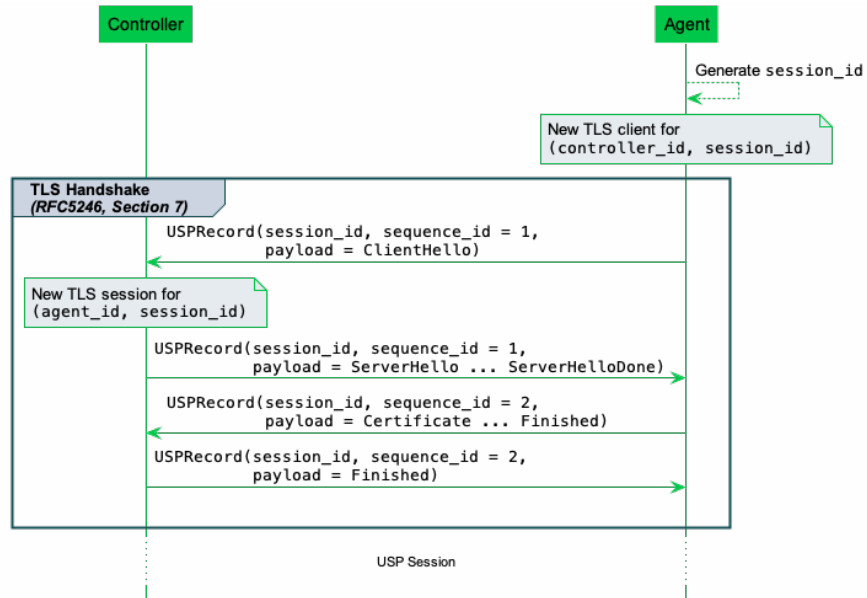 Controller
Agent
Generate session_id
New TLS client for
(controller_id, session_id)
TLS Handshake
(RFC5246, Section 7)
USPRecord(session_id, sequence_id = 1,
payload = ClientHello)
New TLS session for
(agent_id, session_id)
USPRecord(session_id, sequence_id = 1,
payload = ServerHello ... ServerHelloDone)
USPRecord(session_id, sequence_id = 2,
payload = Certificate ... Finished)
USPRecord(session_id, sequence_id = 2,
payload = Finished)
USP Session